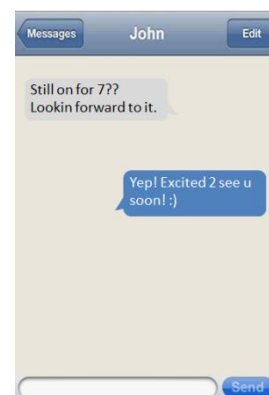 Messages
John
Edit
Still on for 7??
Lookin forward to it.
Yep! Excited 2 see u
soon! :)
Send